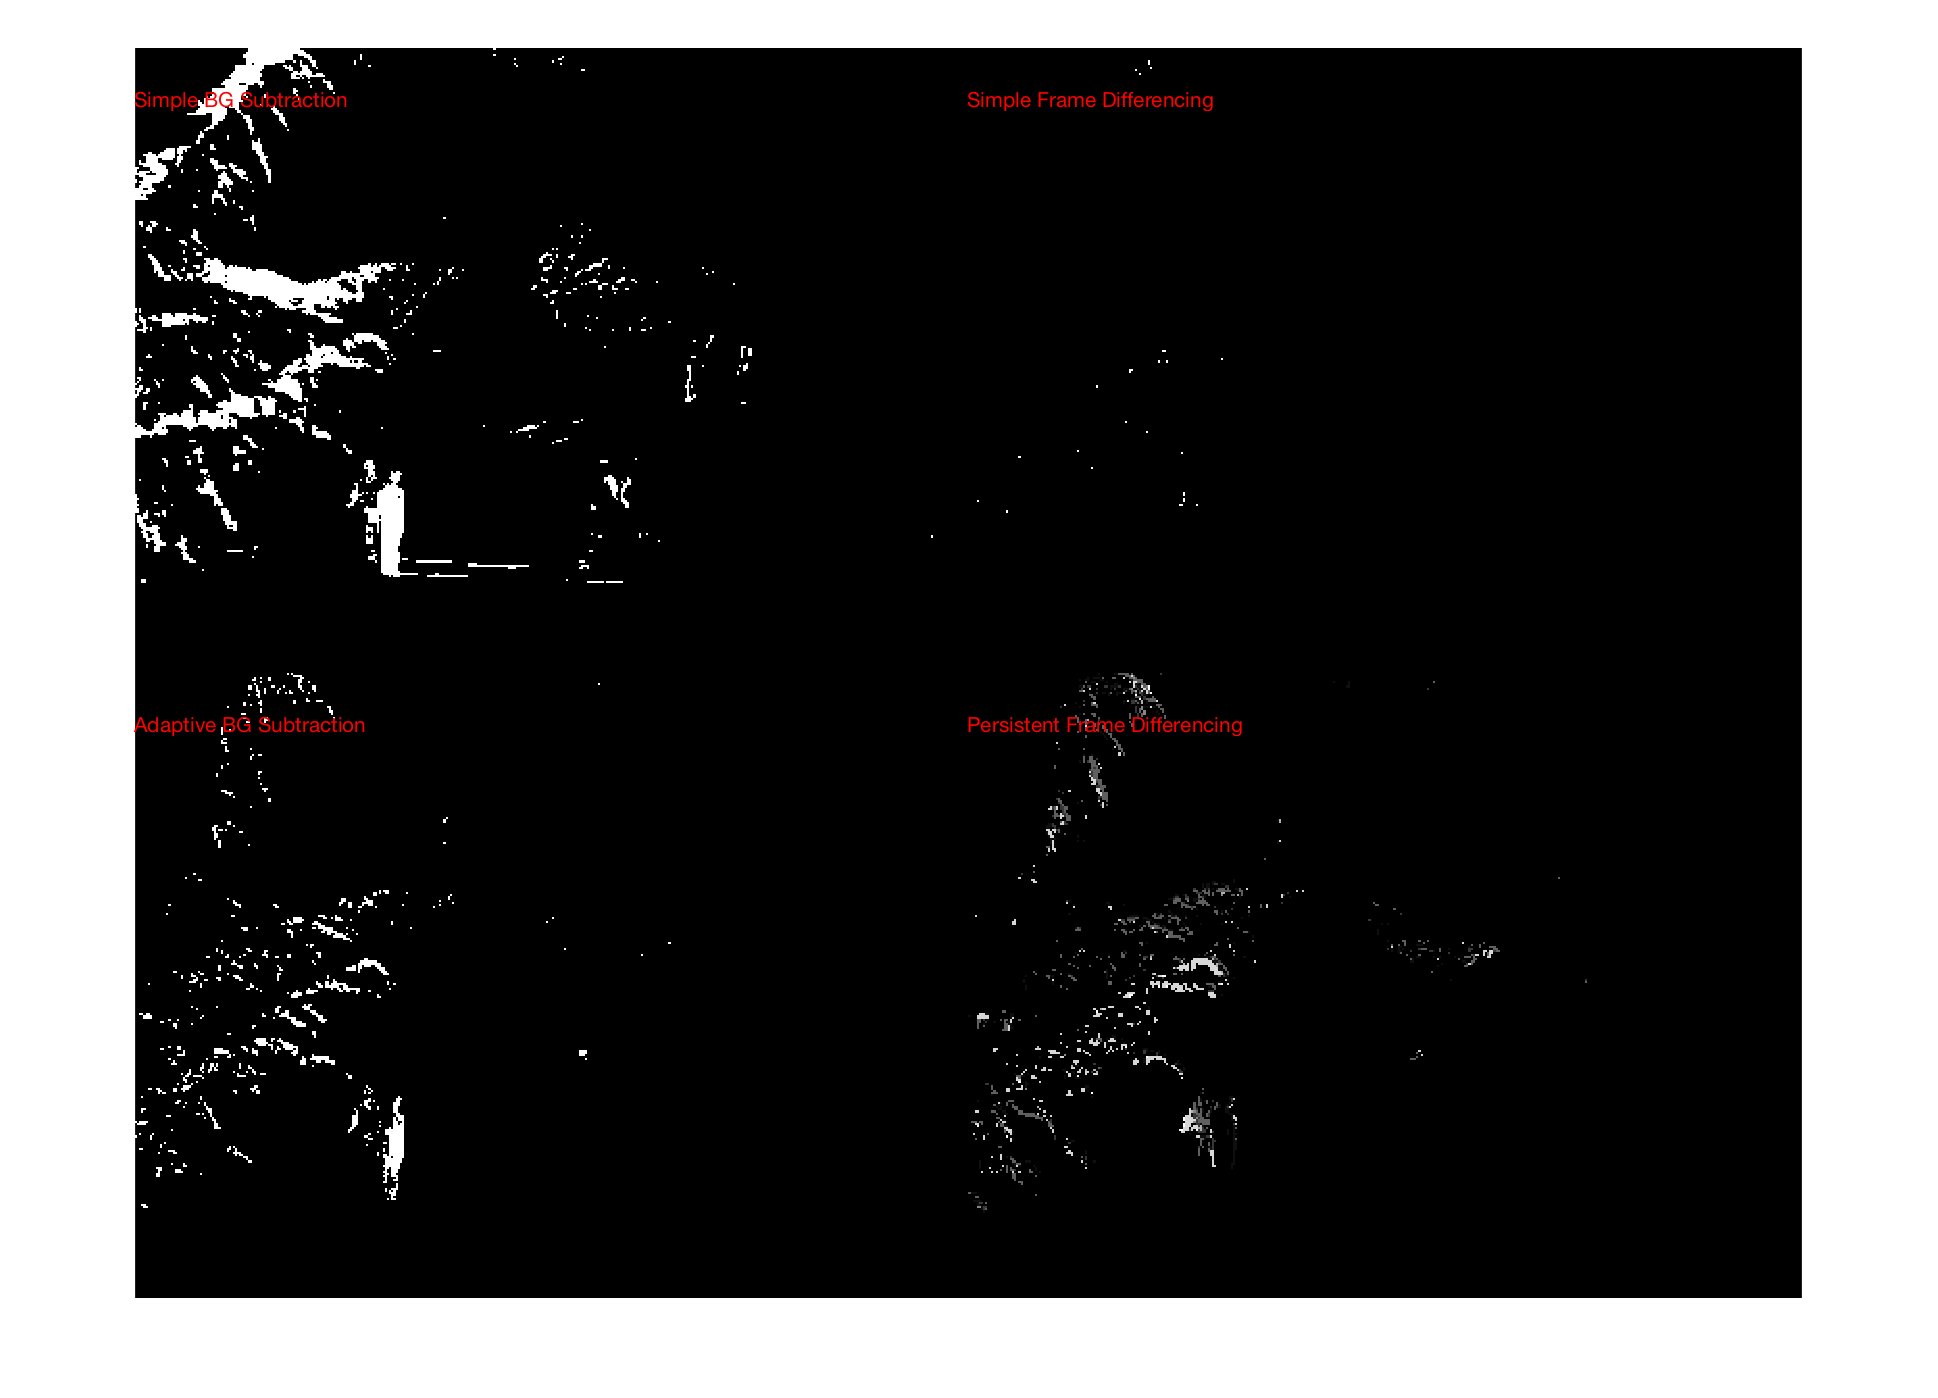 Simple BG Subtraction
Simple Frame Differencing
Adaptive BG Subtraction
Persistent Frame Differencing